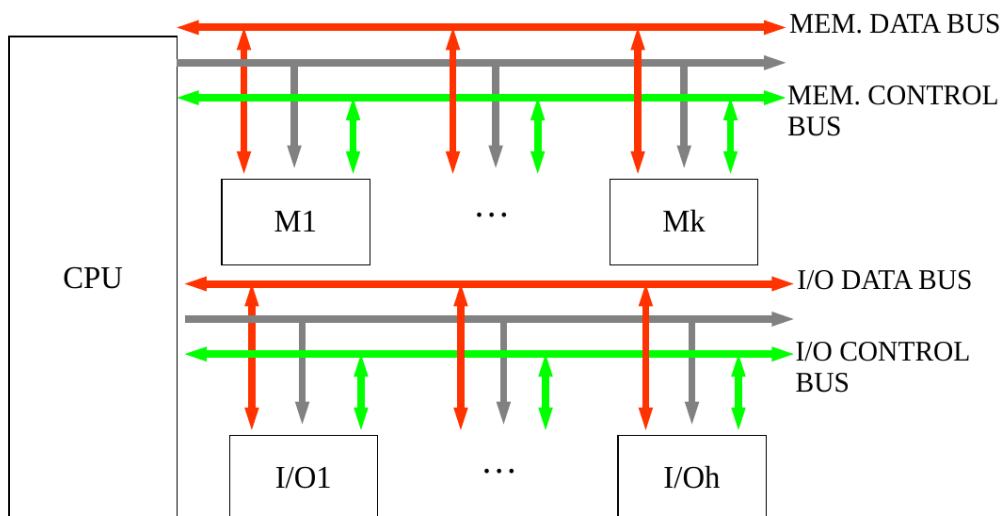 MEM. DATA BUS
MEM. CONTROL
BUS
M1
...
Mk
CPU
I/O DATA BUS
I/O CONTROL
BUS
I/O1
...
I/Oh